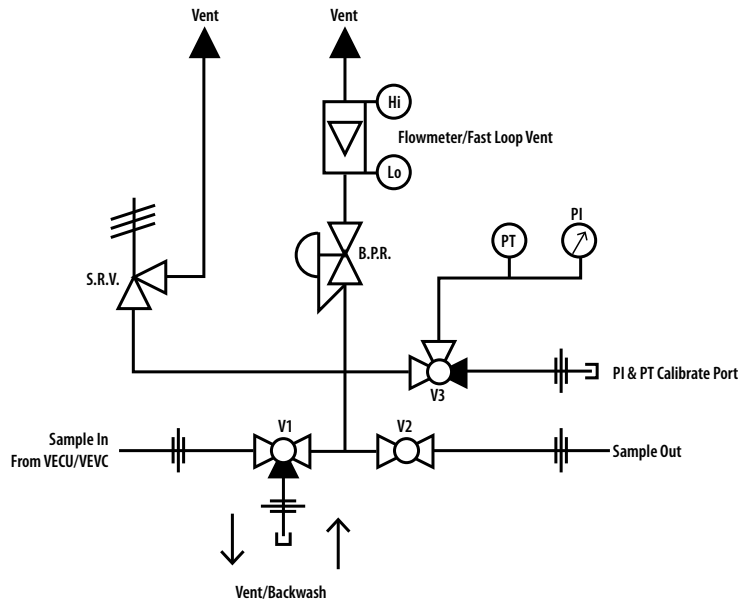 Vent
Vent
Hi
Flowmeter/Fast Loop Vent
Lo
PI
PT
B.P.R.
S.R.V.
PI & PT Calibrate Port
V3
V1
V2
Sample In
From VECU/VEVC
Sample Out
Vent/Backwash